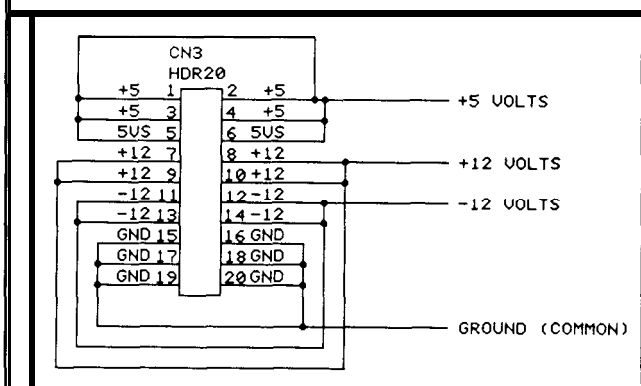 CN3
HDR20
+5 1 2 +5
+5 3 4 +5 +5 VOLTS
5VS 5 6 5VS
+12 7 8 +12 +12 VOLTS
+12 9 10 +12
-12 11 12 -12 -12 VOLTS
-12 13 14 -12
GND 15 16 GND
GND 17 18 GND
GND 19 20 GND
GROUND (COMMON)